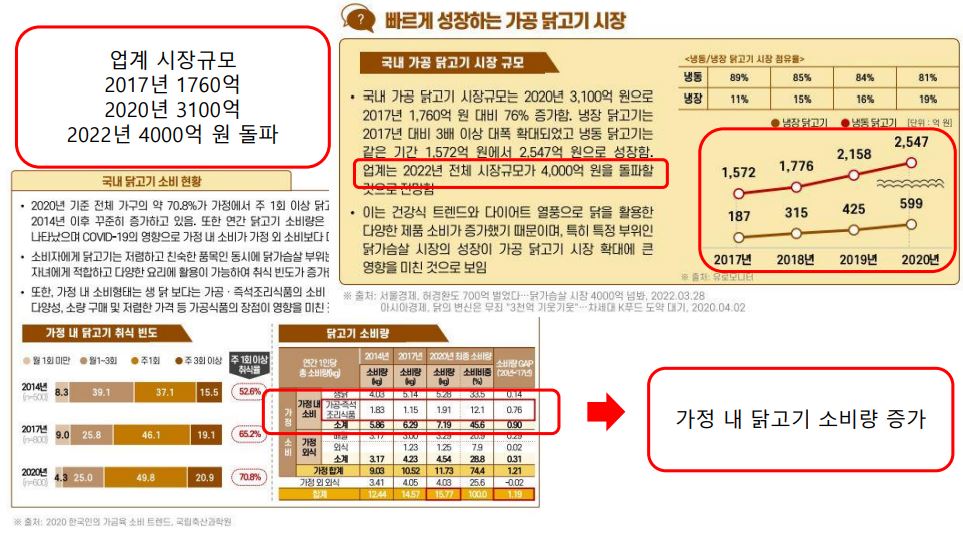 업계 시장규모
2017년 1760억
2020년 3100억
2022년 4000억 원 돌파
?
빠르게 성장하는 가공 닭고기 시장
국내 가공 닭고기 시장 규모
• 국내 가공 닭고기 시장규모는 2020년 3,100억 원으로
2017년 1,760억 원 대비 76% 증가함. 냉장 닭고기는
2017년 대비 3배 이상 대폭 확대되었고 냉동 닭고기는
같은 기간 1,572억 원에서 2,547억 원으로 성장함.
업계는 2022년 전체 시장규모가 4,000억 원을 돌파할
것으로 전망함
• 이는 건강식 트렌드와 다이어트 열풍으로 닭을 활용한
다양한 제품 소비가 증가했기 때문이며, 특히 특정 부위인
닭가슴살 시장의 성장이 가공 닭고기 시장 확대에 큰
영향을 미친 것으로 보임
<냉동/냉장 닭고기 시장 점유율>
냉동 89% 85% 84% 81%
냉장 11% 15% 16% 19%
냉장 닭고기 냉동 닭고기 [단위 : 억 원]
1,572 1,776 2,158 2,547
187 315 425 599
2017년 2018년 2019년 2020년
※ 출처 : 유로모니터
※ 출처: 서울경제, 허경환도 700억 벌었다…닭가슴살 시장 4000억 넘봐, 2022.03.28
아시아경제, 닭의 변신은 무죄 "3천억 기웃기웃"…차세대 K푸드 도약 대기, 2020.04.02
국내 닭고기 소비 현황
• 2020년 기준 전체 가구의 약 70.8%가 가정에서 주 1회 이상 닭고
2014년 이후 꾸준히 증가하고 있음. 또한 연간 닭고기 소비량은
나타났으며 COVID-19의 영향으로 가정 내 소비가 가정 외 소비보다 더
• 소비자에게 닭고기는 저렴하고 친숙한 품목인 동시에 닭가슴살 부위는
자녀에게 적합하고 다양한 요리에 활용이 가능하여 취식 빈도가 증가
• 또한, 가정 내 소비형태는 생 닭 보다는 가공·즉석조리식품의 소비
다양성, 소량 구매 및 저렴한 가격 등 가공식품의 장점이 영향을 미친
가정 내 닭고기 취식 빈도
월 1회 미만 월1~3회 주1회 주 3회 이상
주 1회 이상
취식률
2014년 8.3 39.1 37.1 15.5 52.6%
(n=500)
2017년 9.0 25.8 46.1 19.1 65.2%
(n=800)
2020년 4.3 25.0 49.8 20.9 70.8%
(n=600)
닭고기 소비량
연간 1인당
총 소비량(kg)
2014년 2017년 2020년 최종 소비량 소비량 GAP
('20년-'17년)
소비량
(kg) 소비량
(kg) 소비량
(kg) 소비비중
(%)
가정 소비
가정 내
소비
생닭 4.03 5.14 5.28 33.5 0.14
가공·즉석
조리식품 1.83 1.15 1.91 12.1 0.76
소계 5.86 6.29 7.19 45.6 0.90
가정
외식
배달 3.17 3.00 3.29 20.9 0.29
외식 1.23 1.25 7.9 0.02
소계 3.17 4.23 4.54 28.8 0.31
가정 합계 9.03 10.52 11.73 74.4 1.21
가정 외 외식 3.41 4.05 4.03 25.6 -0.02
합계 12.44 14.57 15.77 100.0 1.19
가정 내 닭고기 소비량 증가
※ 출처: 2020 한국인의 가금육 소비 트렌드, 국립축산과학원